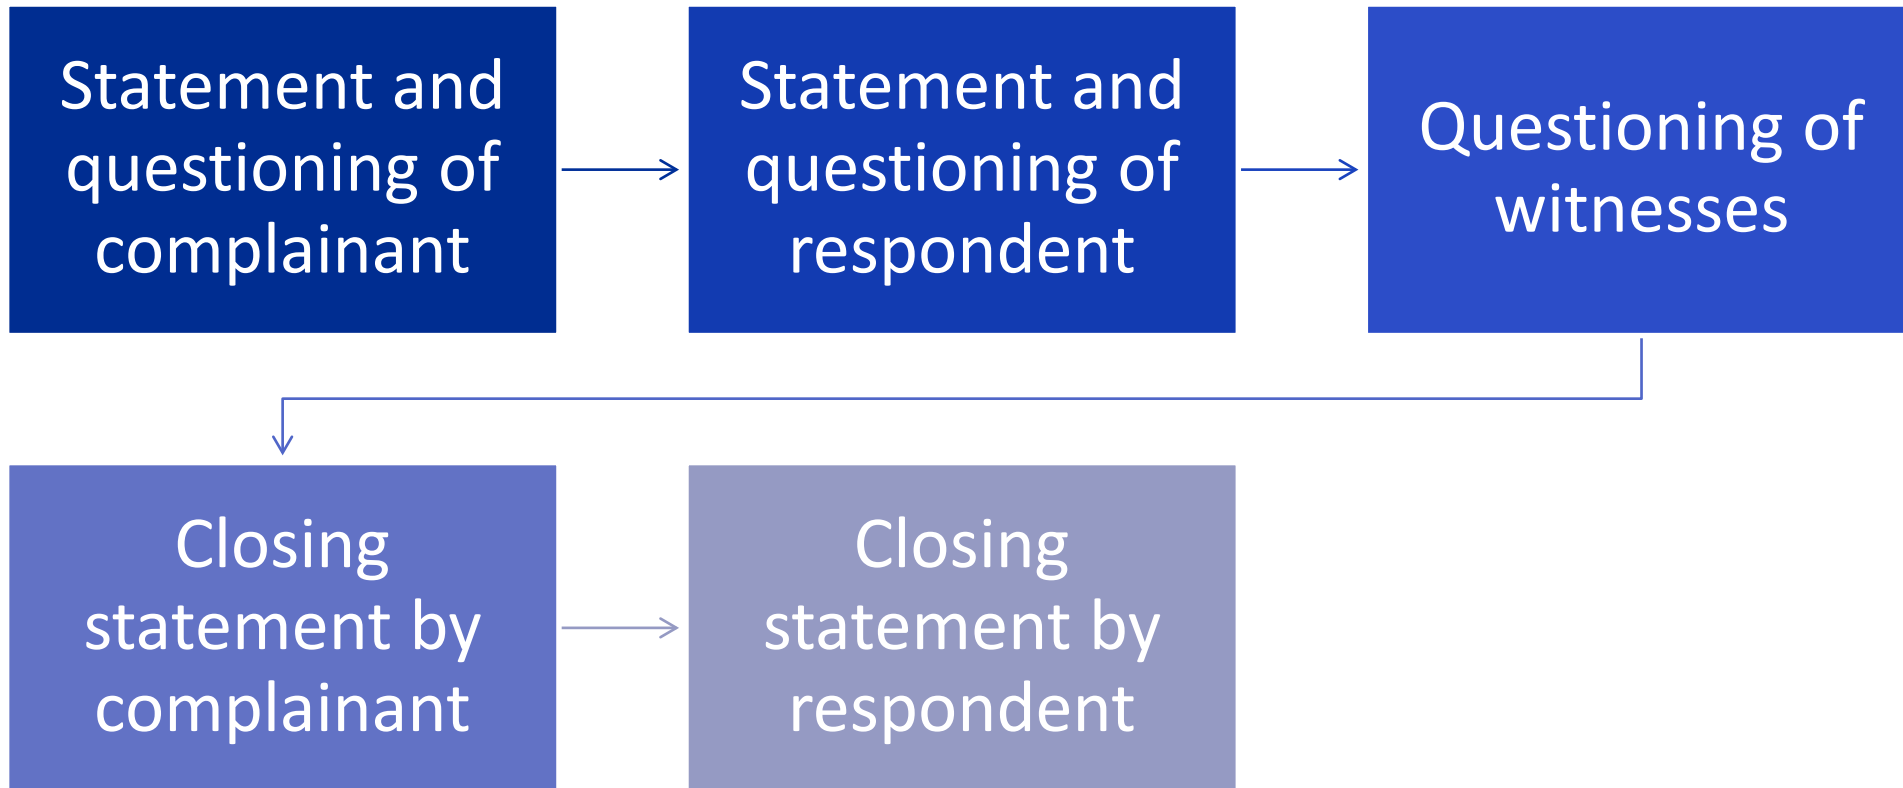 Statement and
questioning of
complainant
Statement and
questioning of
respondent
Questioning of
witnesses
Closing
statement by
complainant
Closing
statement by
respondent